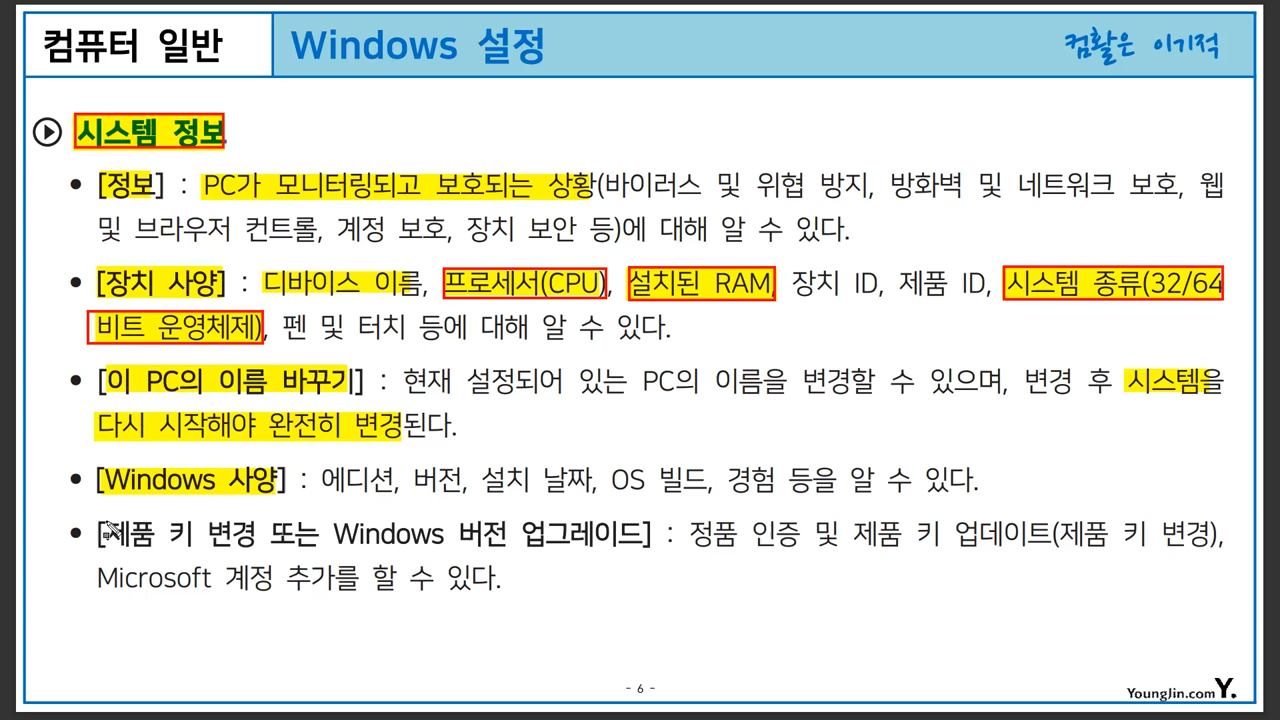 컴퓨터 일반
Windows 설정
컴활은 이기적
시스템 정보
• [정보] : PC가 모니터링되고 보호되는 상황(바이러스 및 위협 방지, 방화벽 및 네트워크 보호, 웹
및 브라우저 컨트롤, 계정 보호, 장치 보안 등)에 대해 알 수 있다.
• [장치 사양] : 디바이스 이름, 프로세서(CPU), 설치된 RAM, 장치 ID, 제품 ID, 시스템 종류(32/64
비트 운영체제), 펜 및 터치 등에 대해 알 수 있다.
• [이 PC의 이름 바꾸기] : 현재 설정되어 있는 PC의 이름을 변경할 수 있으며, 변경 후 시스템을
다시 시작해야 완전히 변경된다.
• [Windows 사양] : 에디션, 버전, 설치 날짜, OS 빌드, 경험 등을 알 수 있다.
• [제품 키 변경 또는 Windows 버전 업그레이드] : 정품 인증 및 제품 키 업데이트(제품 키 변경),
Microsoft 계정 추가를 할 수 있다.
- 6 -
YoungJin.com Y.